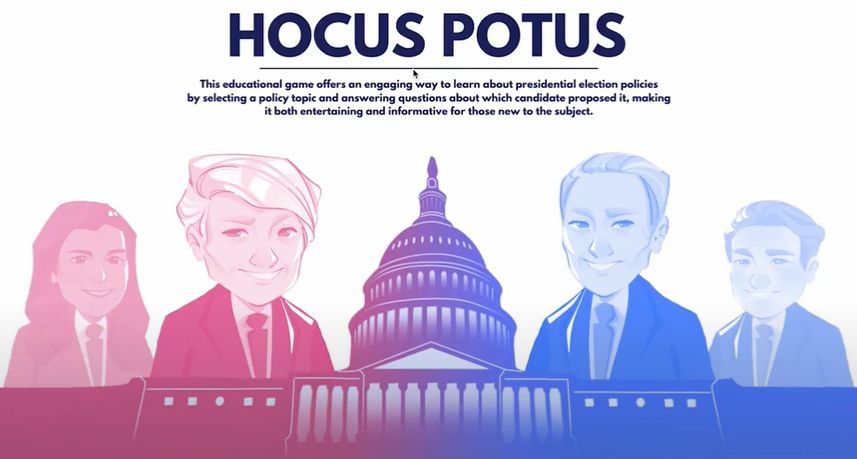 HOCUS POTUS
This educational game offers an engaging way to learn about presidential election policies
by selecting a policy topic and answering questions about which candidate proposed it, making
it both entertaining and informative for those new to the subject.